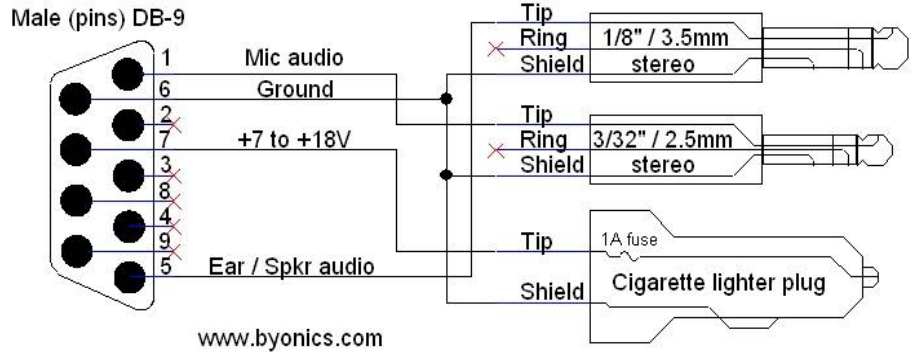 Male (pins) DB-9
1
Mic audio
6
Ground
2
7
+7 to +18V
3
8
4
9
5
Ear / Spkr audio
Tip
Ring
Shield
1/8" / 3.5mm
stereo
Tip
Ring
Shield
3/32" / 2.5mm
stereo
Tip
1A fuse
Shield
Cigarette lighter plug
www.byonics.com